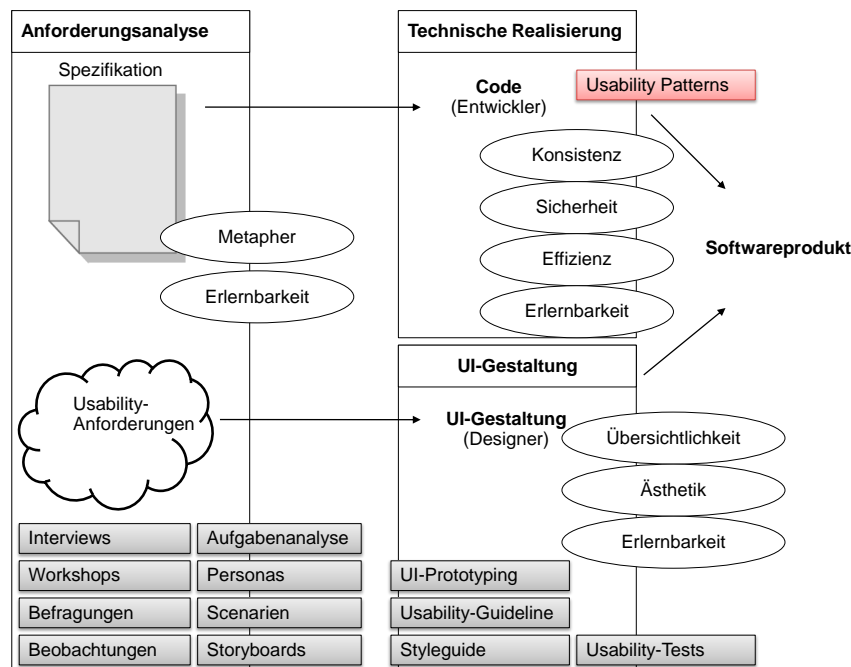 Anforderungsanalyse
Spezifikation
Metapher
Erlernbarkeit
Usability-
Anforderungen
Interviews
Aufgabenanalyse
Workshops
Personas
Befragungen
Scenarien
Beobachtungen
Storyboards
Technische Realisierung
Code
(Entwickler)
Usability Patterns
Konsistenz
Sicherheit
Effizienz
Erlernbarkeit
Softwareprodukt
UI-Gestaltung
UI-Gestaltung
(Designer)
Übersichtlichkeit
Ästhetik
Erlernbarkeit
UI-Prototyping
Usability-Guideline
Styleguide
Usability-Tests